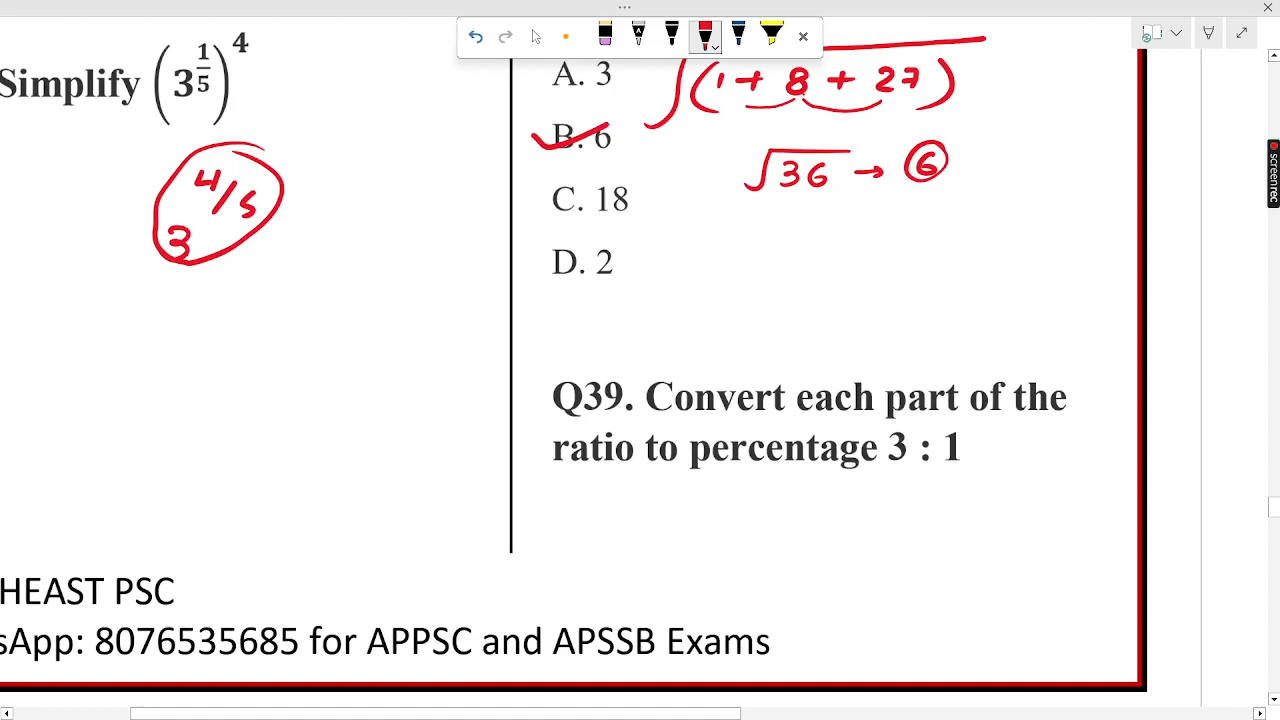 Simplify (3^{1/5})^4
3^{4/5}
A. 3
√(1 + 8 + 27)
B. 6
√36 → 6
C. 18
D. 2
Q39. Convert each part of the
ratio to percentage 3 : 1
HEAST PSC
sApp: 8076535685 for APPSC and APSSB Exams
screenrec